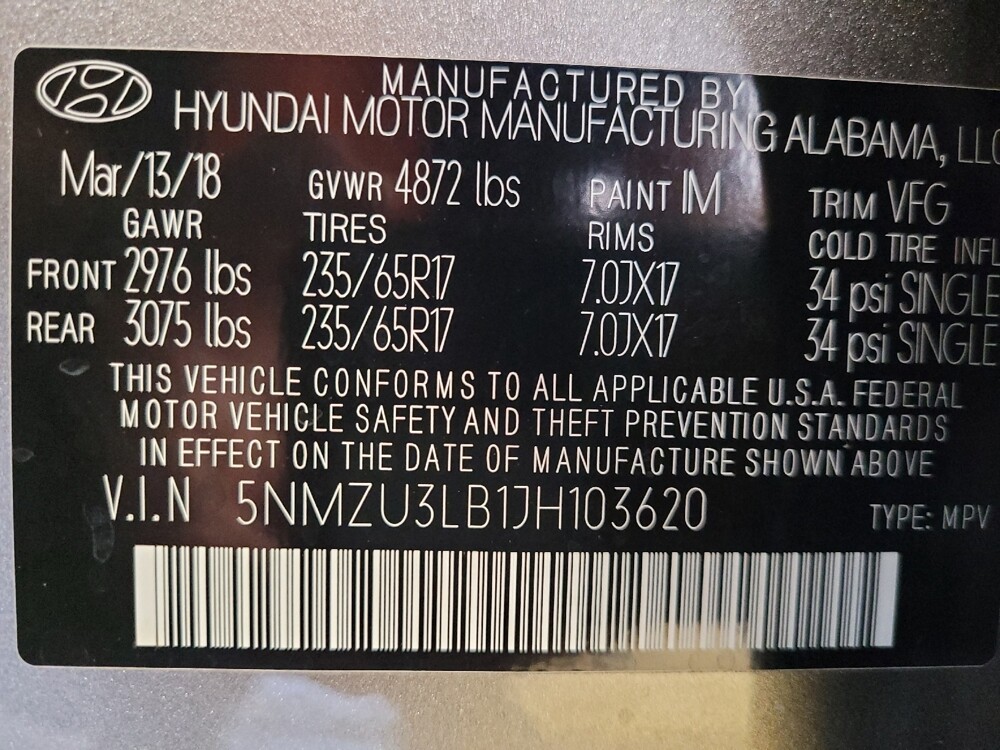 MANUFACTURED BY
HYUNDAI MOTOR MANUFACTURING ALABAMA, LLC
Mar/13/18 GVWR 4872 lbs PAINT IM TRIM VFG
GAWR TIRES RIMS COLD TIRE INFL
FRONT 2976 lbs 235/65R17 7.0JX17 34 psi SINGLE
REAR 3075 lbs 235/65R17 7.0JX17 34 psi SINGLE
THIS VEHICLE CONFORMS TO ALL APPLICABLE U.S.A. FEDERAL
MOTOR VEHICLE SAFETY AND THEFT PREVENTION STANDARDS
IN EFFECT ON THE DATE OF MANUFACTURE SHOWN ABOVE
V.I.N 5NMZU3LB1JH103620 TYPE: MPV